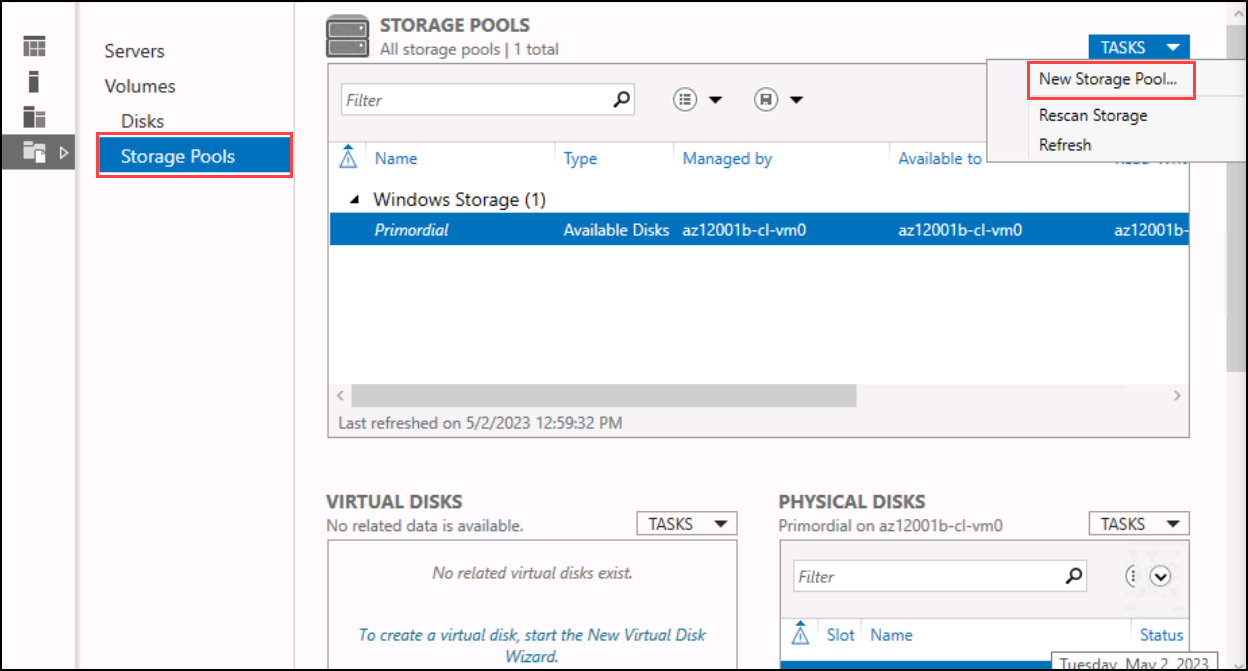 Servers
Volumes
Disks
Storage Pools
STORAGE POOLS
All storage pools | 1 total
TASKS
New Storage Pool...
Rescan Storage
Refresh
Filter
Name Type Managed by Available to
Windows Storage (1)
Primordial Available Disks az12001b-cl-vm0 az12001b-cl-vm0 az12001b-
Last refreshed on 5/2/2023 12:59:32 PM
VIRTUAL DISKS
No related data is available.
TASKS
No related virtual disks exist.
To create a virtual disk, start the New Virtual Disk
Wizard.
PHYSICAL DISKS
Primordial on az12001b-cl-vm0
TASKS
Filter
Slot Name Status
Tuesday, May 2, 2023